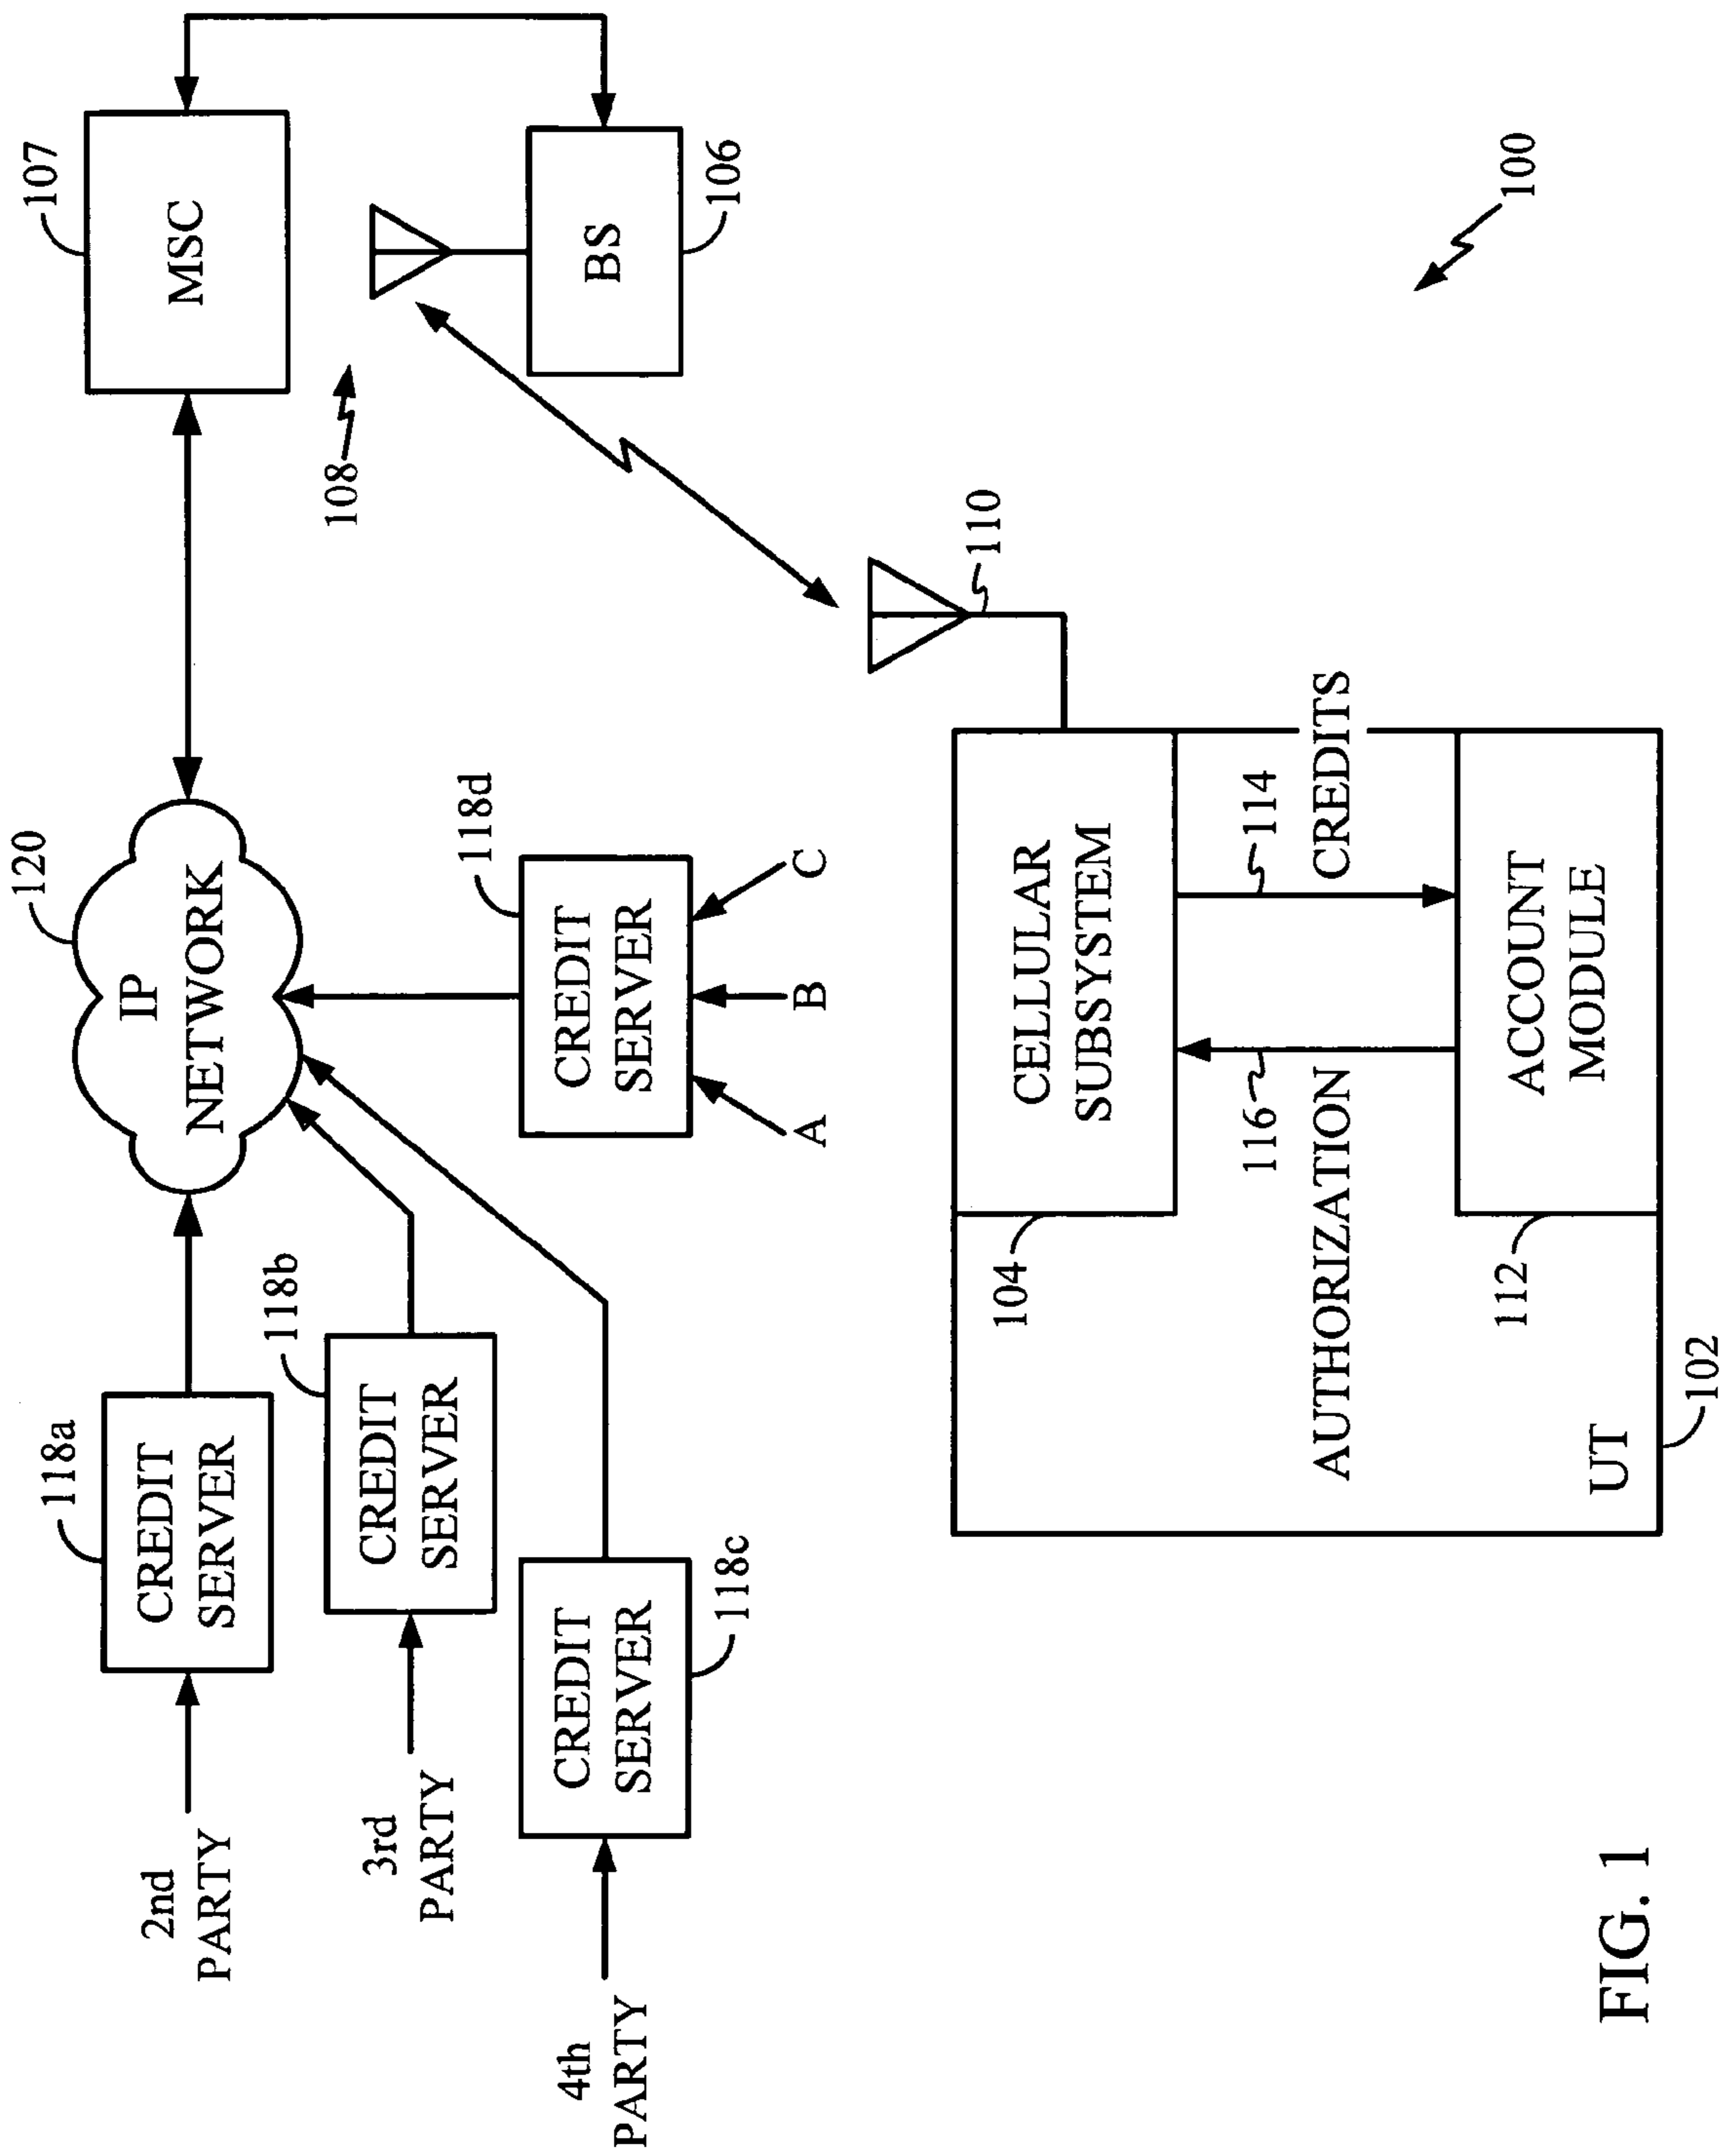 2nd
PARTY
118a
CREDIT
SERVER
120
IP
NETWORK
107
MSC
3rd
PARTY
118b
CREDIT
SERVER
108
4th
PARTY
CREDIT
SERVER
118c
118d
CREDIT
SERVER
A
B
C
BS
106
110
104
CELLULAR
SUBSYSTEM
116
114
AUTHORIZATION
CREDITS
112
ACCOUNT
MODULE
UT
102
100
FIG. 1